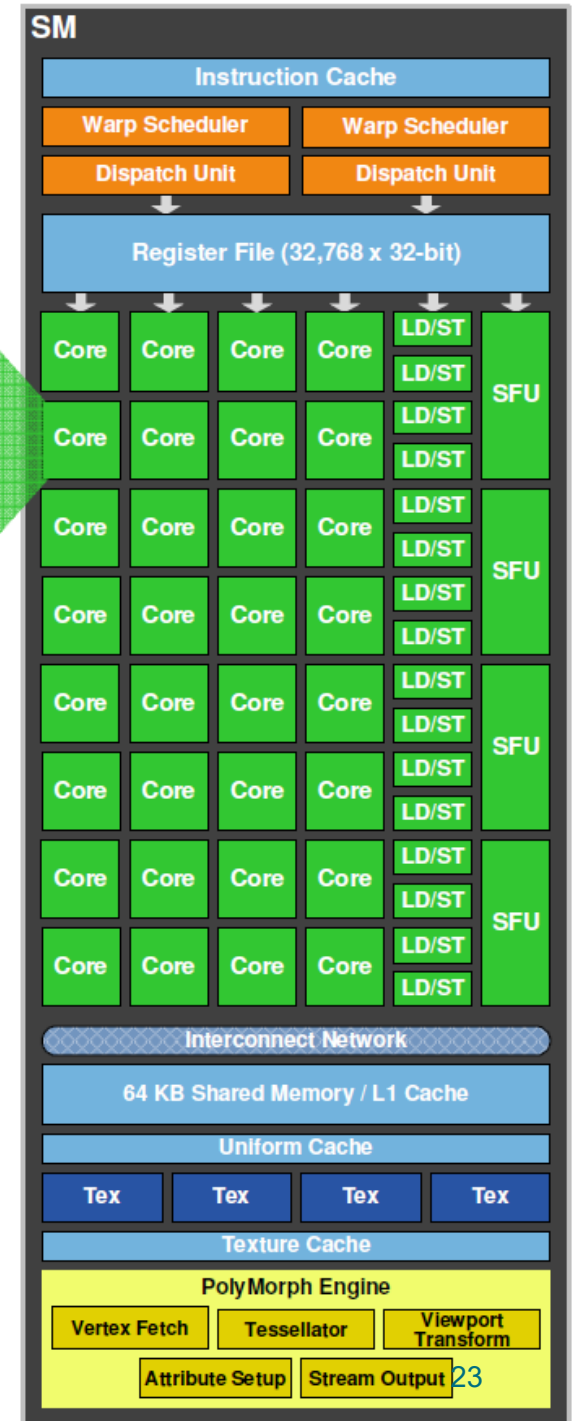 SM
Instruction Cache
Warp Scheduler Warp Scheduler
Dispatch Unit Dispatch Unit
Register File (32,768 x 32-bit)
Core Core Core Core LD/ST SFU
LD/ST
Core Core Core Core LD/ST
LD/ST
Core Core Core Core LD/ST SFU
LD/ST
Core Core Core Core LD/ST
LD/ST
Core Core Core Core LD/ST SFU
LD/ST
Core Core Core Core LD/ST
LD/ST
Core Core Core Core LD/ST SFU
LD/ST
Core Core Core Core LD/ST
LD/ST
Interconnect Network
64 KB Shared Memory / L1 Cache
Uniform Cache
Tex Tex Tex Tex
Texture Cache
PolyMorph Engine
Vertex Fetch Tessellator Viewport
Transform
Attribute Setup Stream Output 23